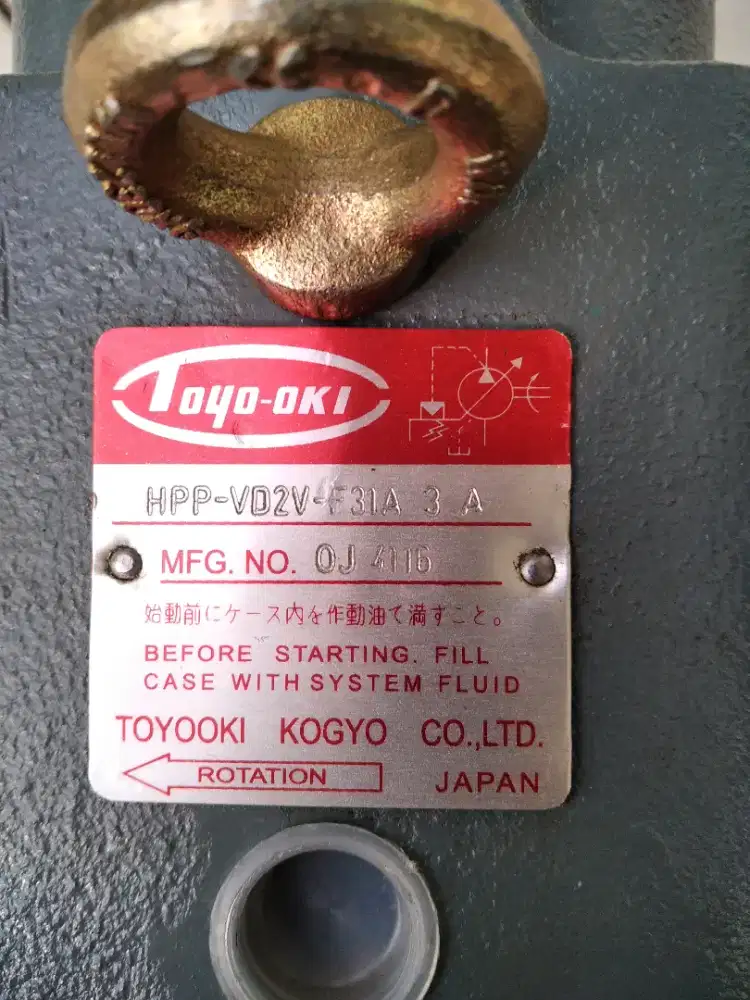 TOYO-OKI
HPP-VD2V-F31A 3 A
MFG. NO. 0J 4116
始動前にケース内を作動油で満すこと。
BEFORE STARTING. FILL
CASE WITH SYSTEM FLUID
TOYOOKI KOGYO CO.,LTD.
ROTATION JAPAN